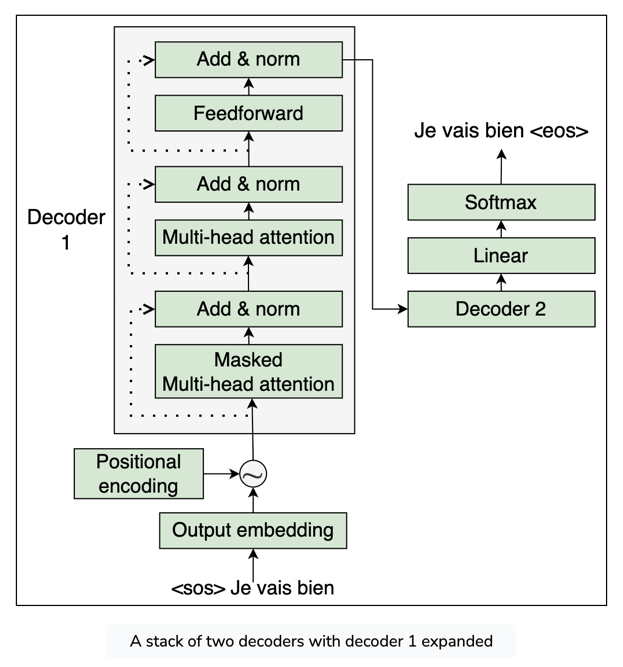 Add & norm
Feedforward
Add & norm
Multi-head attention
Add & norm
Masked
Multi-head attention
Decoder
1
Positional
encoding
Output embedding
<sos> Je vais bien
Je vais bien <eos>
Softmax
Linear
Decoder 2
A stack of two decoders with decoder 1 expanded